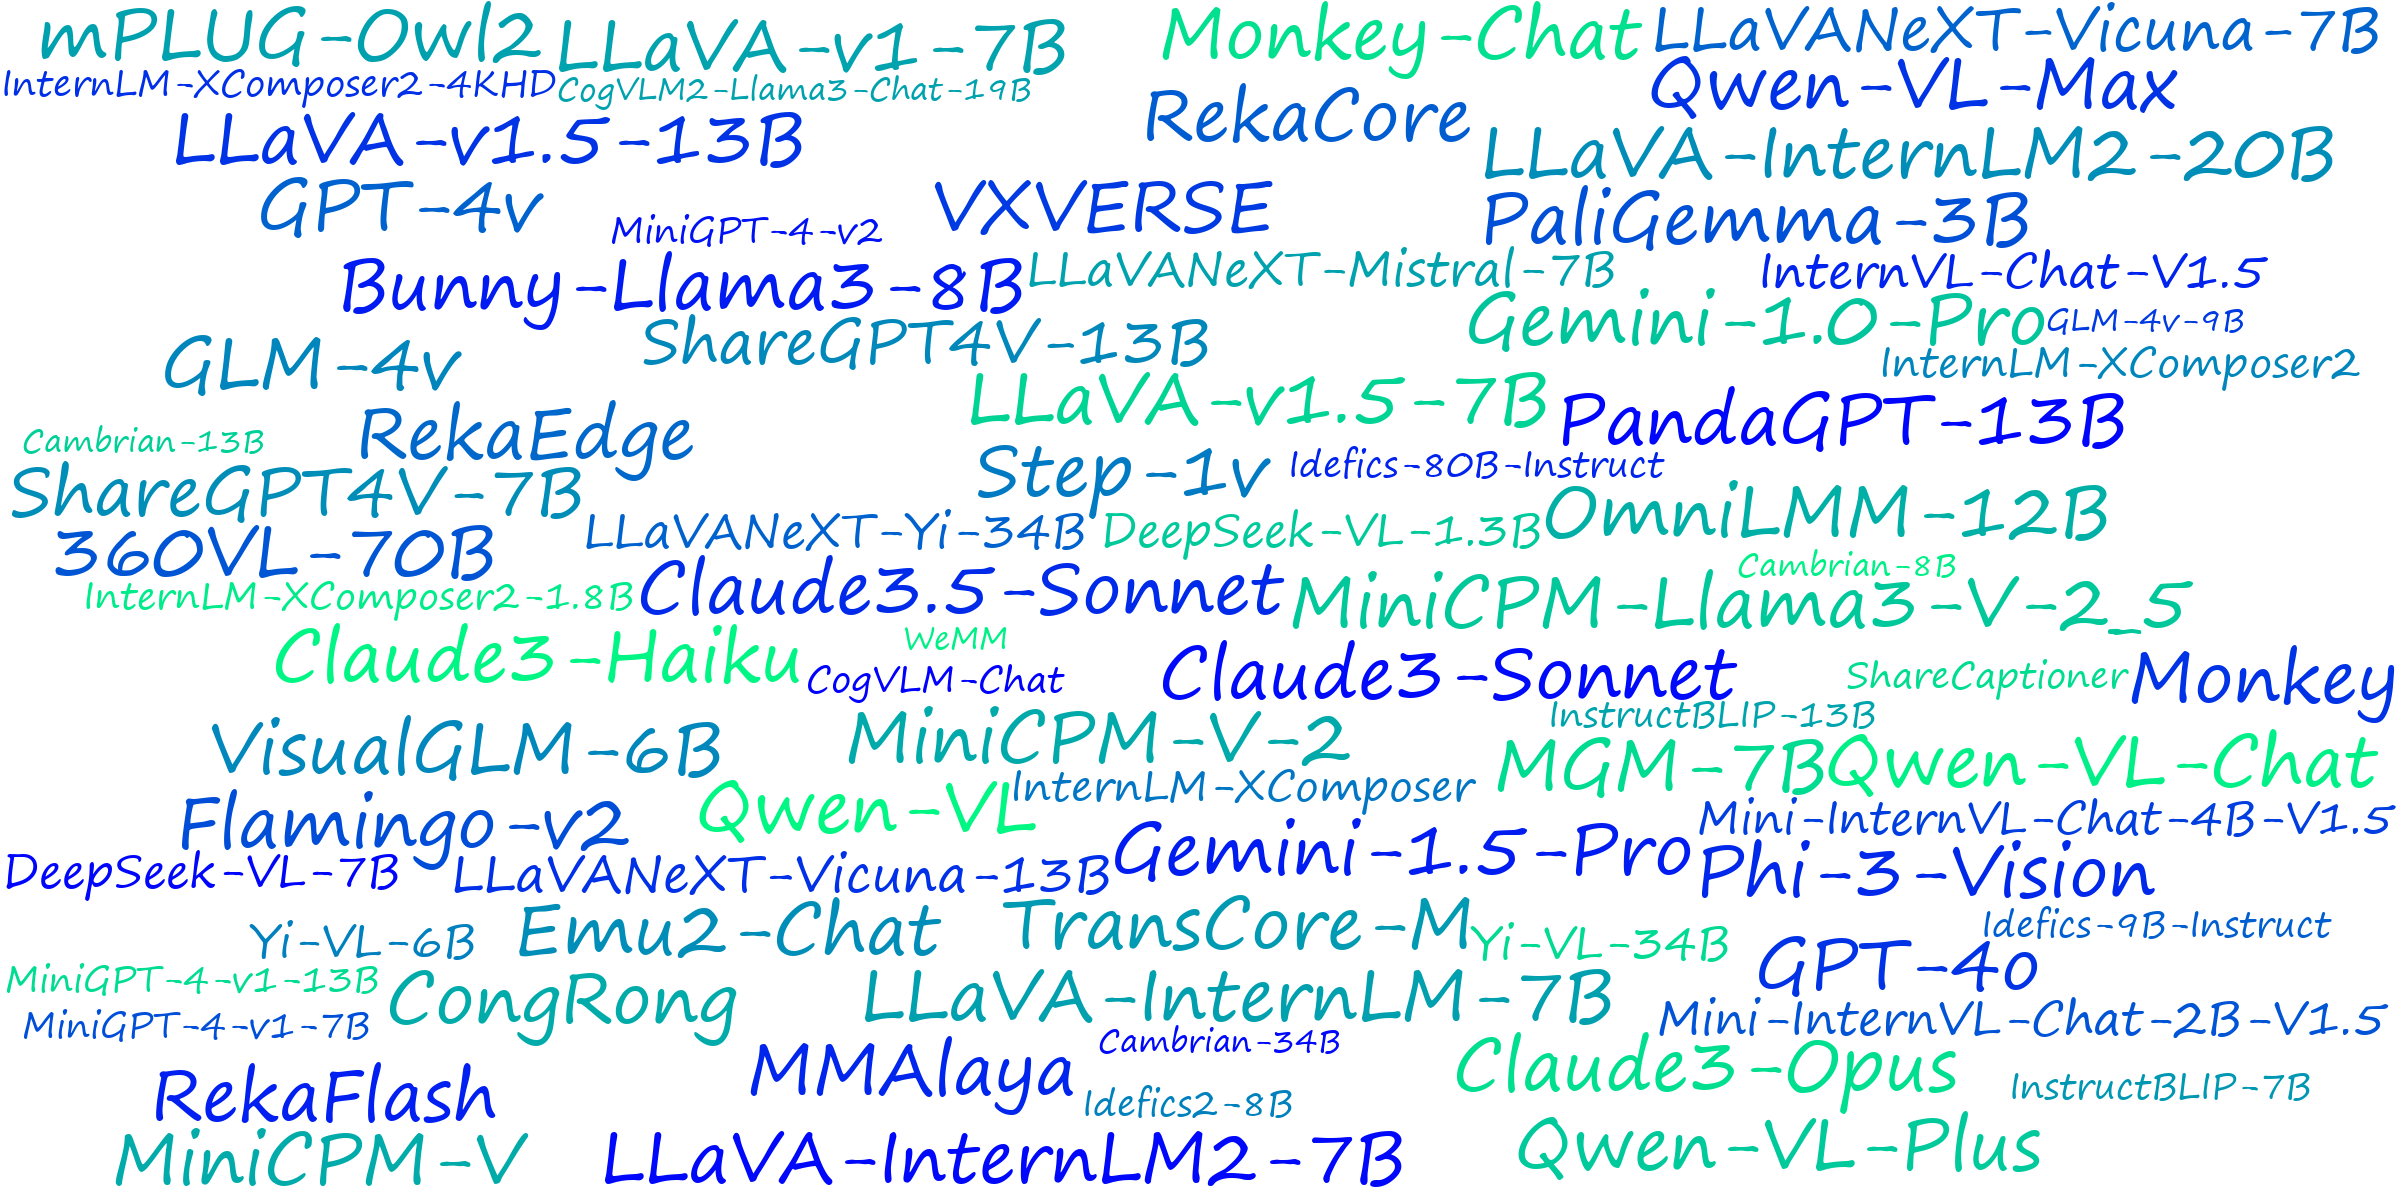 mPLUG-Owl2
LLaVA-v1-7B
Monkey-Chat
LLaVANeXT-Vicuna-7B
InternLM-XComposer2-4KHD
CogVLM2-Llama3-Chat-19B
RekaCore
Qwen-VL-Max
LLaVA-v1.5-13B
LLaVA-InternLM2-20B
GPT-4v
MiniGPT-4-v2
VXVERSE
PaliGemma-3B
Bunny-Llama3-8B
LLaVANeXT-Mistral-7B
InternVL-Chat-V1.5
Gemini-1.0-Pro
GLM-4v-9B
GLM-4v
ShareGPT4V-13B
InternLM-XComposer2
LLaVA-v1.5-7B
PandaGPT-13B
Cambrian-13B
RekaEdge
Step-1v
Idefics-80B-Instruct
ShareGPT4V-7B
OmniLMM-12B
360VL-70B
LLaVANeXT-Yi-34B
DeepSeek-VL-1.3B
Cambrian-8B
InternLM-XComposer2-1.8B
Claude3.5-Sonnet
MiniCPM-Llama3-V-2_5
Claude3-Haiku
WeMM
CogVLM-Chat
Claude3-Sonnet
ShareCaptioner
Monkey
InstructBLIP-13B
VisualGLM-6B
MiniCPM-V-2
MGM-7B
Qwen-VL-Chat
InternLM-XComposer
Flamingo-v2
Qwen-VL
Mini-InternVL-Chat-4B-V1.5
Gemini-1.5-Pro
DeepSeek-VL-7B
LLaVANeXT-Vicuna-13B
Phi-3-Vision
Yi-VL-6B
Emu2-Chat
TransCore-M
Yi-VL-34B
Idefics-9B-Instruct
GPT-4o
MiniGPT-4-v1-13B
CongRong
LLaVA-InternLM-7B
MiniGPT-4-v1-7B
Mini-InternVL-Chat-2B-V1.5
Cambrian-34B
MMAlaya
Claude3-Opus
RekaFlash
Idefics2-8B
InstructBLIP-7B
MiniCPM-V
LLaVA-InternLM2-7B
Qwen-VL-Plus